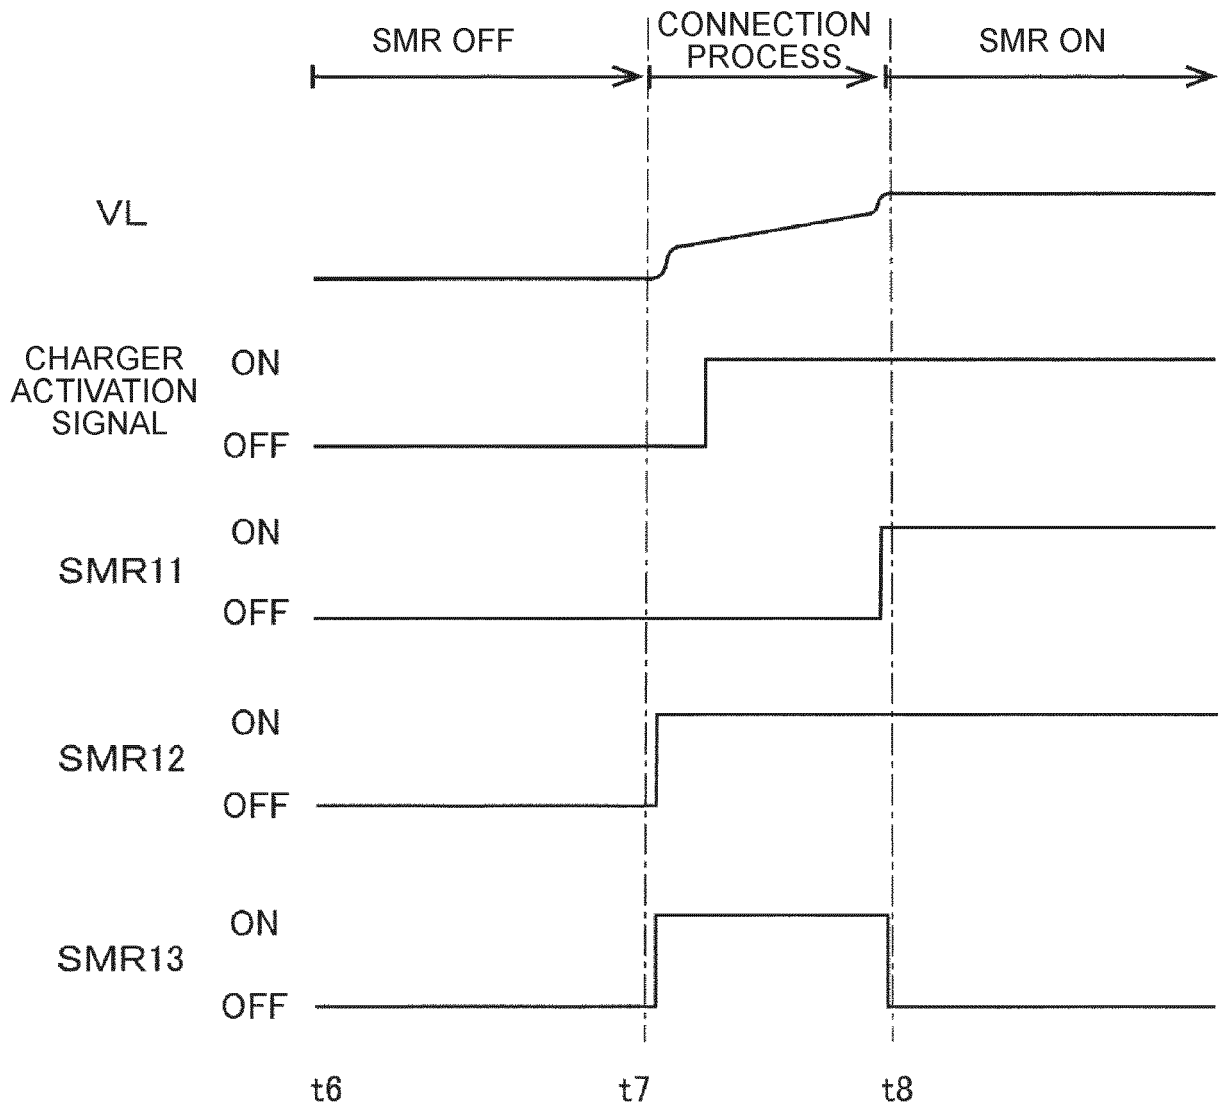 SMR OFF
CONNECTION
PROCESS
SMR ON
VL
CHARGER
ACTIVATION
SIGNAL
ON
OFF
SMR11
ON
OFF
SMR12
ON
OFF
SMR13
ON
OFF
t6
t7
t8